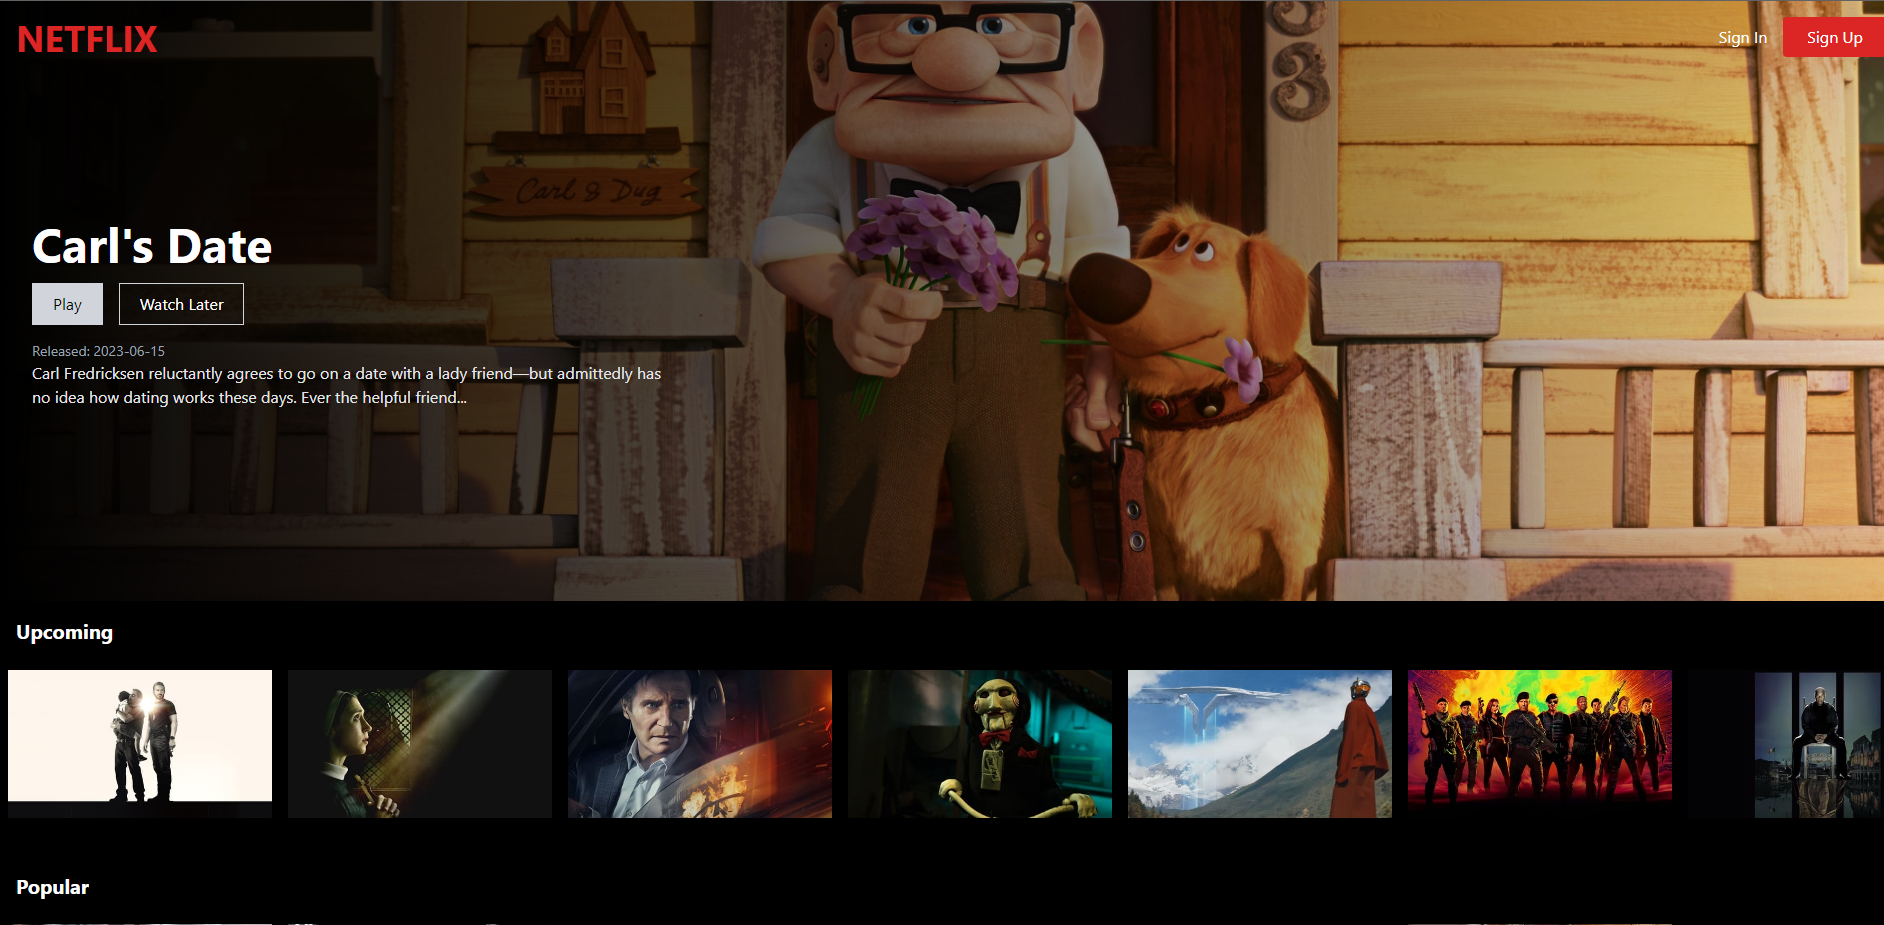 NETFLIX
Sign In
Sign Up
3
Carl & Dug
Carl's Date
Play
Watch Later
Released: 2023-06-15
Carl Fredricksen reluctantly agrees to go on a date with a lady friend—but admittedly has
no idea how dating works these days. Ever the helpful friend...
Upcoming
Popular